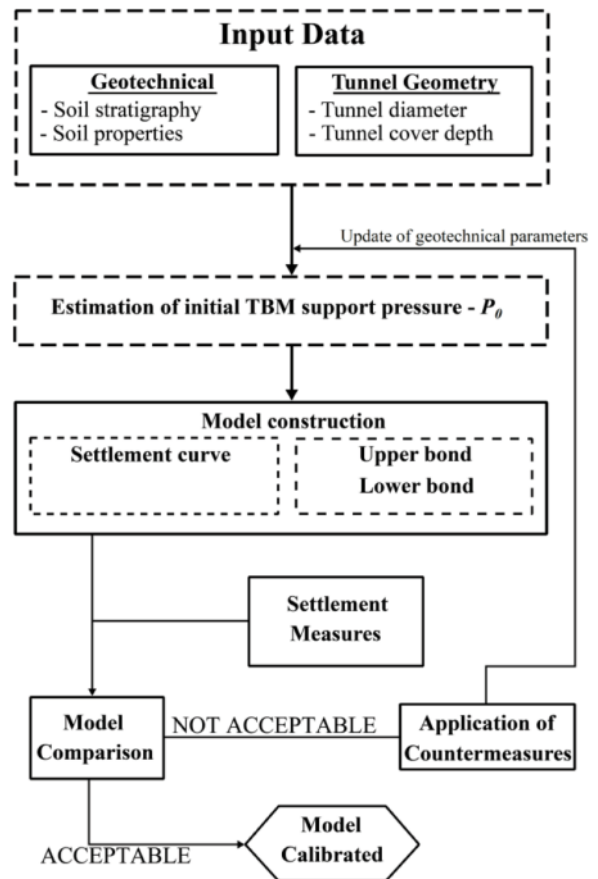 Input Data
Geotechnical
- Soil stratigraphy
- Soil properties
Tunnel Geometry
- Tunnel diameter
- Tunnel cover depth
Update of geotechnical parameters
Estimation of initial TBM support pressure - P₀
Model construction
Settlement curve
Upper bond
Lower bond
Settlement
Measures
Model
Comparison
NOT ACCEPTABLE
Application of
Countermeasures
ACCEPTABLE
Model
Calibrated